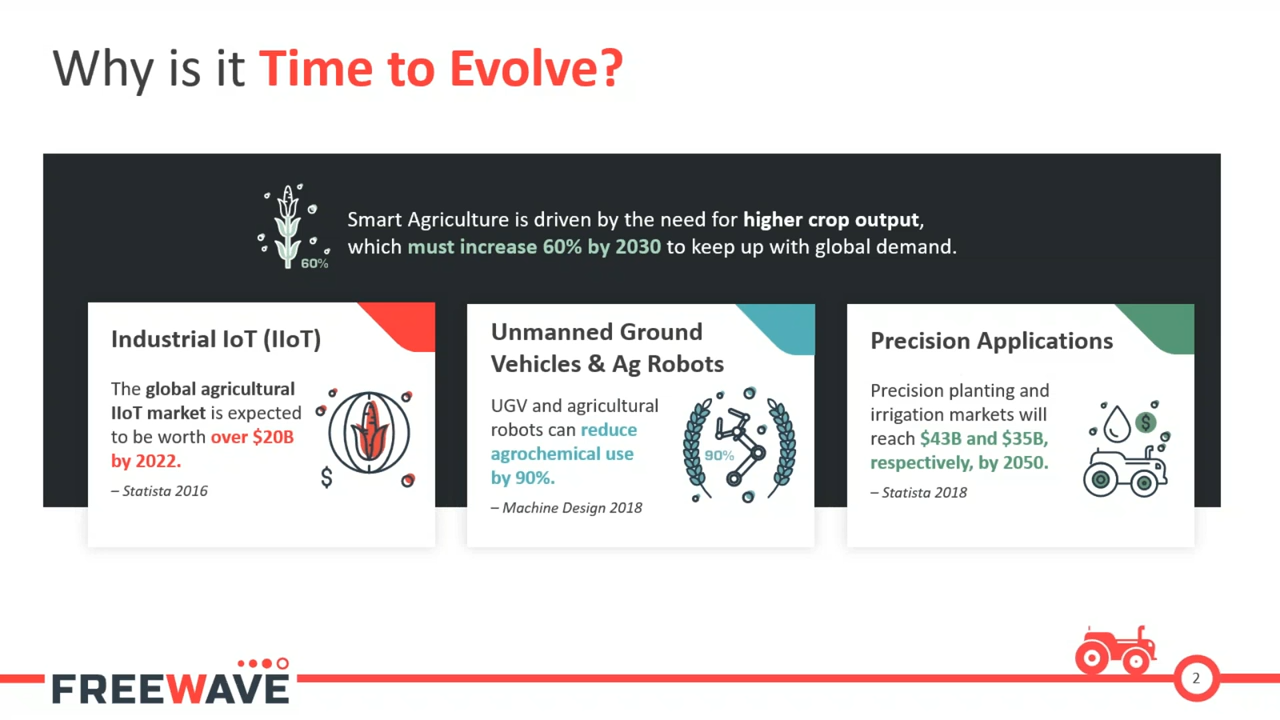 Why is it Time to Evolve?
Smart Agriculture is driven by the need for higher crop output,
which must increase 60% by 2030 to keep up with global demand.
60%
Industrial IoT (IIoT)
The global agricultural
IIoT market is expected
to be worth over $20B
by 2022.
– Statista 2016
$
Unmanned Ground
Vehicles & Ag Robots
UGV and agricultural
robots can reduce
agrochemical use
by 90%.
– Machine Design 2018
90%
Precision Applications
Precision planting and
irrigation markets will
reach $43B and $35B,
respectively, by 2050.
– Statista 2018
$
FREEWAVE
2